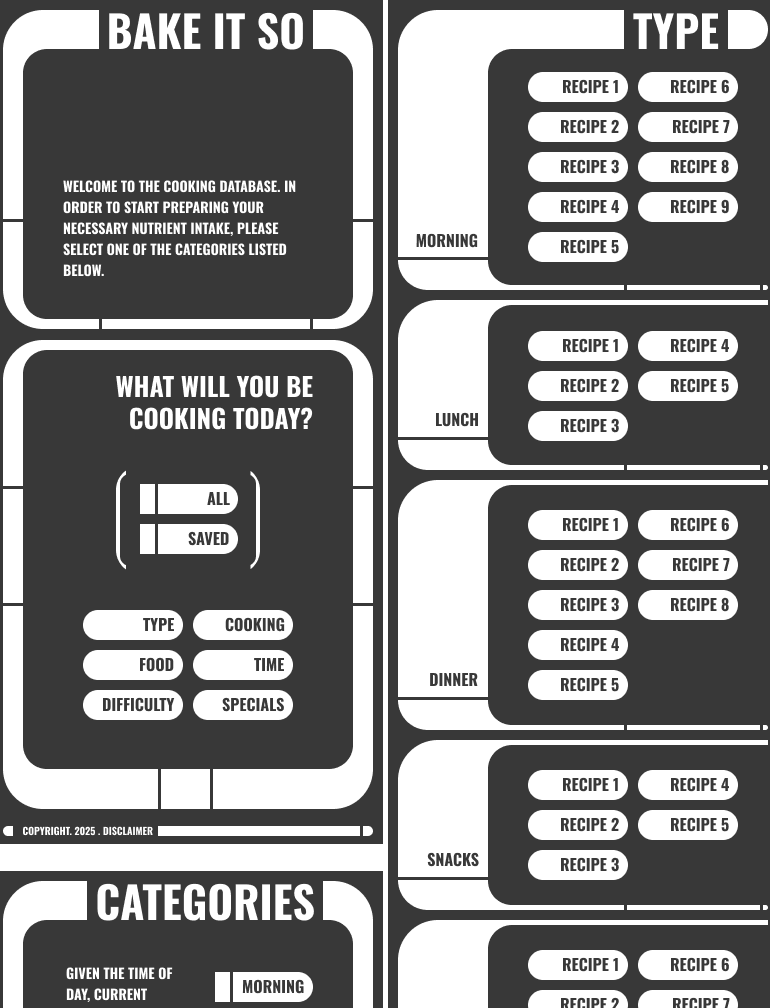 BAKE IT SO
WELCOME TO THE COOKING DATABASE. IN
ORDER TO START PREPARING YOUR
NECESSARY NUTRIENT INTAKE, PLEASE
SELECT ONE OF THE CATEGORIES LISTED
BELOW.
WHAT WILL YOU BE
COOKING TODAY?
ALL
SAVED
TYPE COOKING
FOOD TIME
DIFFICULTY SPECIALS
COPYRIGHT. 2025 . DISCLAIMER
CATEGORIES
GIVEN THE TIME OF
DAY, CURRENT
MORNING
TYPE
RECIPE 1 RECIPE 6
RECIPE 2 RECIPE 7
RECIPE 3 RECIPE 8
RECIPE 4 RECIPE 9
MORNING
RECIPE 5
RECIPE 1 RECIPE 4
RECIPE 2 RECIPE 5
LUNCH
RECIPE 3
RECIPE 1 RECIPE 6
RECIPE 2 RECIPE 7
RECIPE 3 RECIPE 8
RECIPE 4
DINNER
RECIPE 5
RECIPE 1 RECIPE 4
RECIPE 2 RECIPE 5
SNACKS
RECIPE 3
RECIPE 1 RECIPE 6
RECIPE 2 RECIPE 7